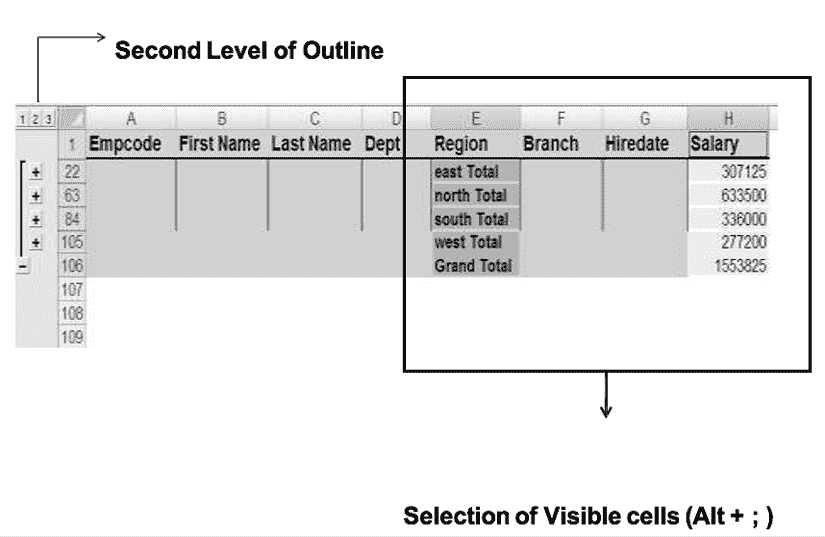 Second Level of Outline
1 2 3 A B C D E F G H
1 Empcode First Name Last Name Dept Region Branch Hiredate Salary
+ 22 east Total 307125
+ 63 north Total 633500
+ 84 south Total 336000
+ 105 west Total 277200
− 106 Grand Total 1553825
107
108
109
Selection of Visible cells (Alt + ; )